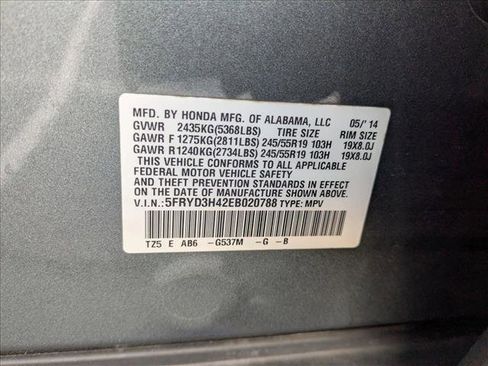 MFD. BY HONDA MFG. OF ALABAMA, LLC 05/'14
GVWR 2435KG(5368LBS) TIRE SIZE RIM SIZE
GAWR F 1275KG(2811LBS) 245/55R19 103H 19X8.0J
GAWR R 1240KG(2734LBS) 245/55R19 103H 19X8.0J
THIS VEHICLE CONFORMS TO ALL APPLICABLE
FEDERAL MOTOR VEHICLE SAFETY STANDARDS IN EFFECT
ON THE DATE OF MANUFACTURE SHOWN ABOVE.
V.I.N.: 5FRYD3H42EB020788 TYPE: MPV
TZ5 E AB6 -G537M -G -B